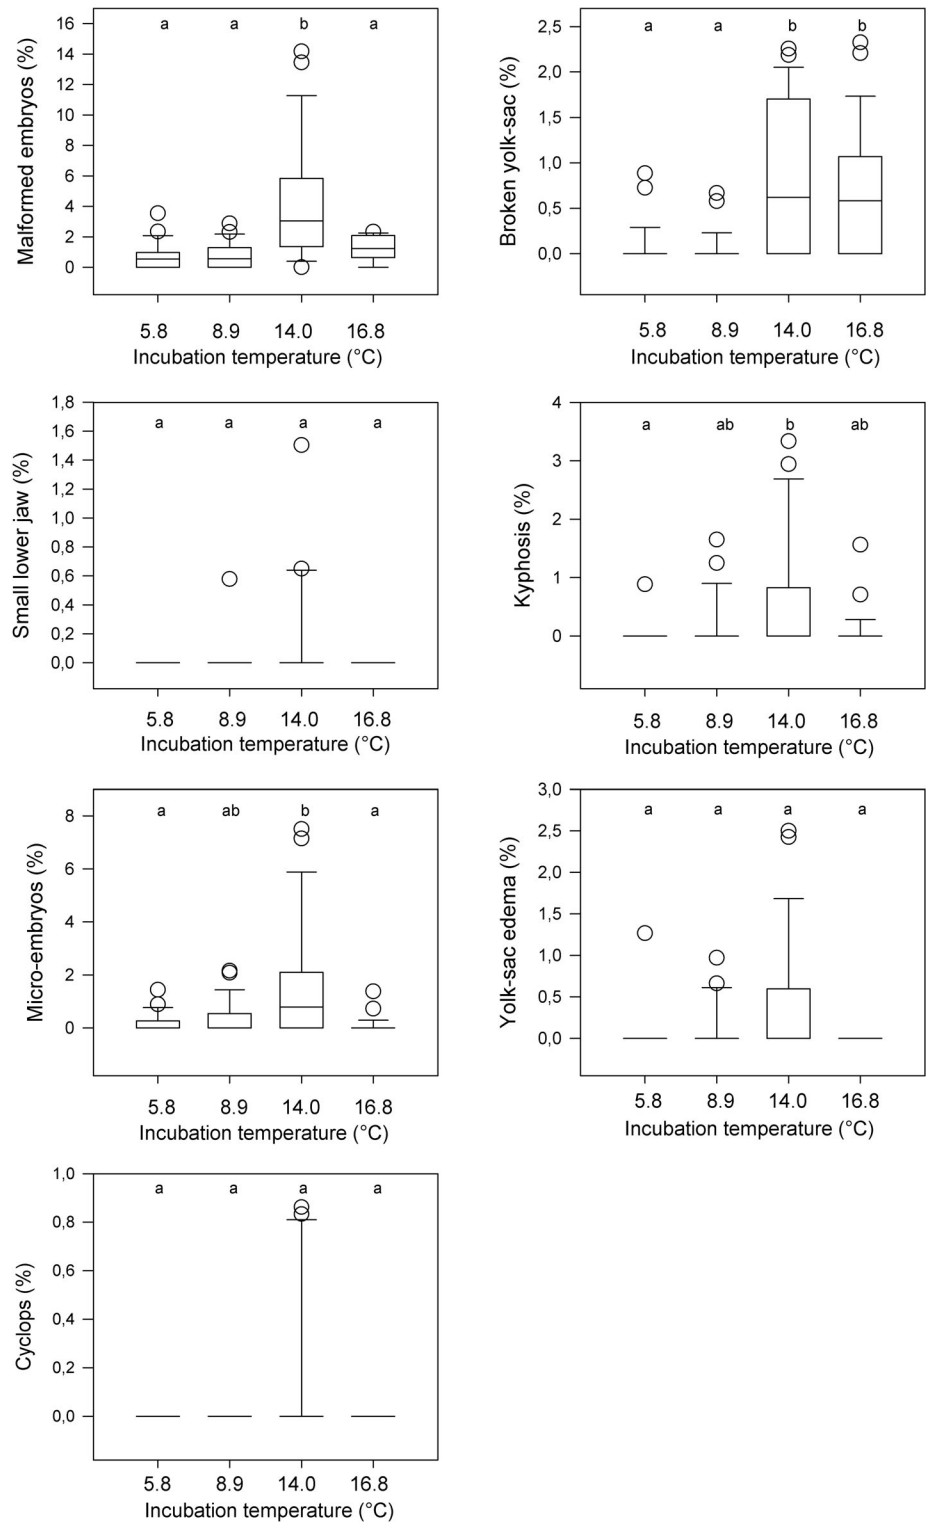 Malformed embryos (%)
16
14
12
10
8
6
4
2
0
a a b a
5.8 8.9 14.0 16.8
Incubation temperature (°C)
Broken yolk-sac (%)
2,5
2,0
1,5
1,0
0,5
0,0
a a b b
5.8 8.9 14.0 16.8
Incubation temperature (°C)
Small lower jaw (%)
1,8
1,6
1,4
1,2
1,0
0,8
0,6
0,4
0,2
0,0
a a a a
5.8 8.9 14.0 16.8
Incubation temperature (°C)
Kyphosis (%)
4
3
2
1
0
a ab b ab
5.8 8.9 14.0 16.8
Incubation temperature (°C)
Micro-embryos (%)
8
6
4
2
0
a ab b a
5.8 8.9 14.0 16.8
Incubation temperature (°C)
Yolk-sac edema (%)
3,0
2,5
2,0
1,5
1,0
0,5
0,0
a a a a
5.8 8.9 14.0 16.8
Incubation temperature (°C)
Cyclops (%)
1,0
0,8
0,6
0,4
0,2
0,0
a a a a
5.8 8.9 14.0 16.8
Incubation temperature (°C)